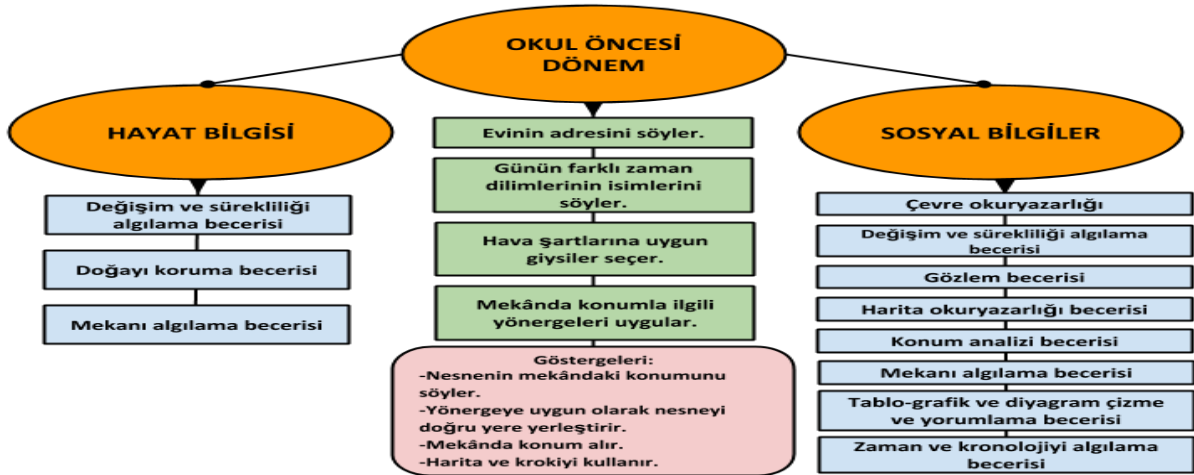 OKUL ÖNCESİ
DÖNEM
HAYAT BİLGİSİ
Değişim ve sürekliliği
algılama becerisi
Doğayı koruma becerisi
Mekanı algılama becerisi
Evinin adresini söyler.
Günün farklı zaman
dilimlerinin isimlerini
söyler.
Hava şartlarına uygun
giysiler seçer.
Mekânda konumla ilgili
yönergeleri uygular.
Göstergeleri:
-Nesnenin mekândaki konumunu
söyler.
-Yönergeye uygun olarak nesneyi
doğru yere yerleştirir.
-Mekânda konum alır.
-Harita ve krokiyi kullanır.
SOSYAL BİLGİLER
Çevre okuryazarlığı
Değişim ve sürekliliği algılama
becerisi
Gözlem becerisi
Harita okuryazarlığı becerisi
Konum analizi becerisi
Mekanı algılama becerisi
Tablo-grafik ve diyagram çizme
ve yorumlama becerisi
Zaman ve kronolojiyi algılama
becerisi